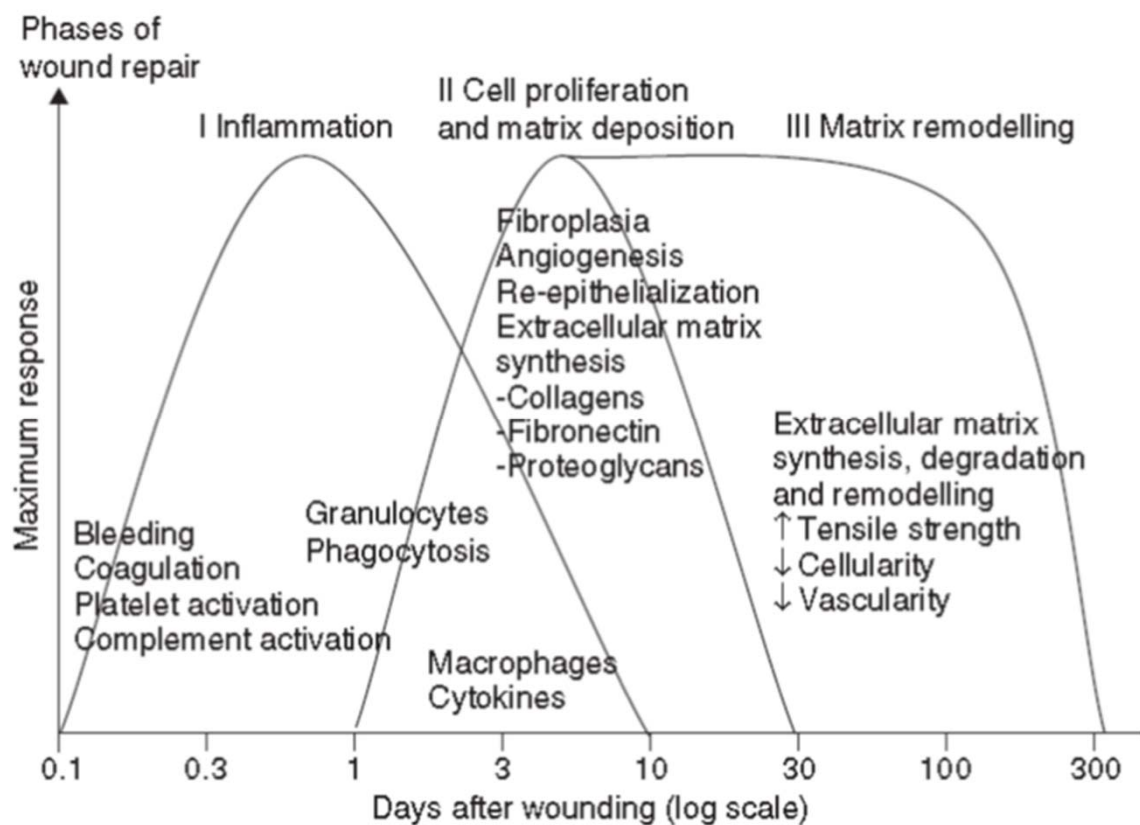 Phases of
wound repair
I Inflammation
II Cell proliferation
and matrix deposition
III Matrix remodelling
Maximum response
Fibroplasia
Angiogenesis
Re-epithelialization
Extracellular matrix
synthesis
-Collagens
-Fibronectin
-Proteoglycans
Bleeding
Coagulation
Platelet activation
Complement activation
Granulocytes
Phagocytosis
Macrophages
Cytokines
Extracellular matrix
synthesis, degradation
and remodelling
↑ Tensile strength
↓ Cellularity
↓ Vascularity
0.1 0.3 1 3 10 30 100 300
Days after wounding (log scale)